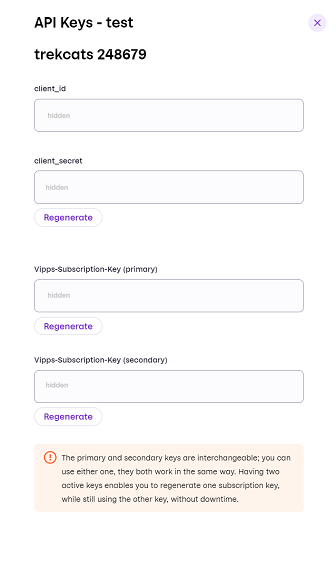 API Keys - test
trekcats 248679
client_id
hidden
client_secret
hidden
Regenerate
Vipps-Subscription-Key (primary)
hidden
Regenerate
Vipps-Subscription-Key (secondary)
hidden
Regenerate
The primary and secondary keys are interchangeable; you can
use either one, they both work in the same way. Having two
active keys enables you to regenerate one subscription key,
while still using the other key, without downtime.